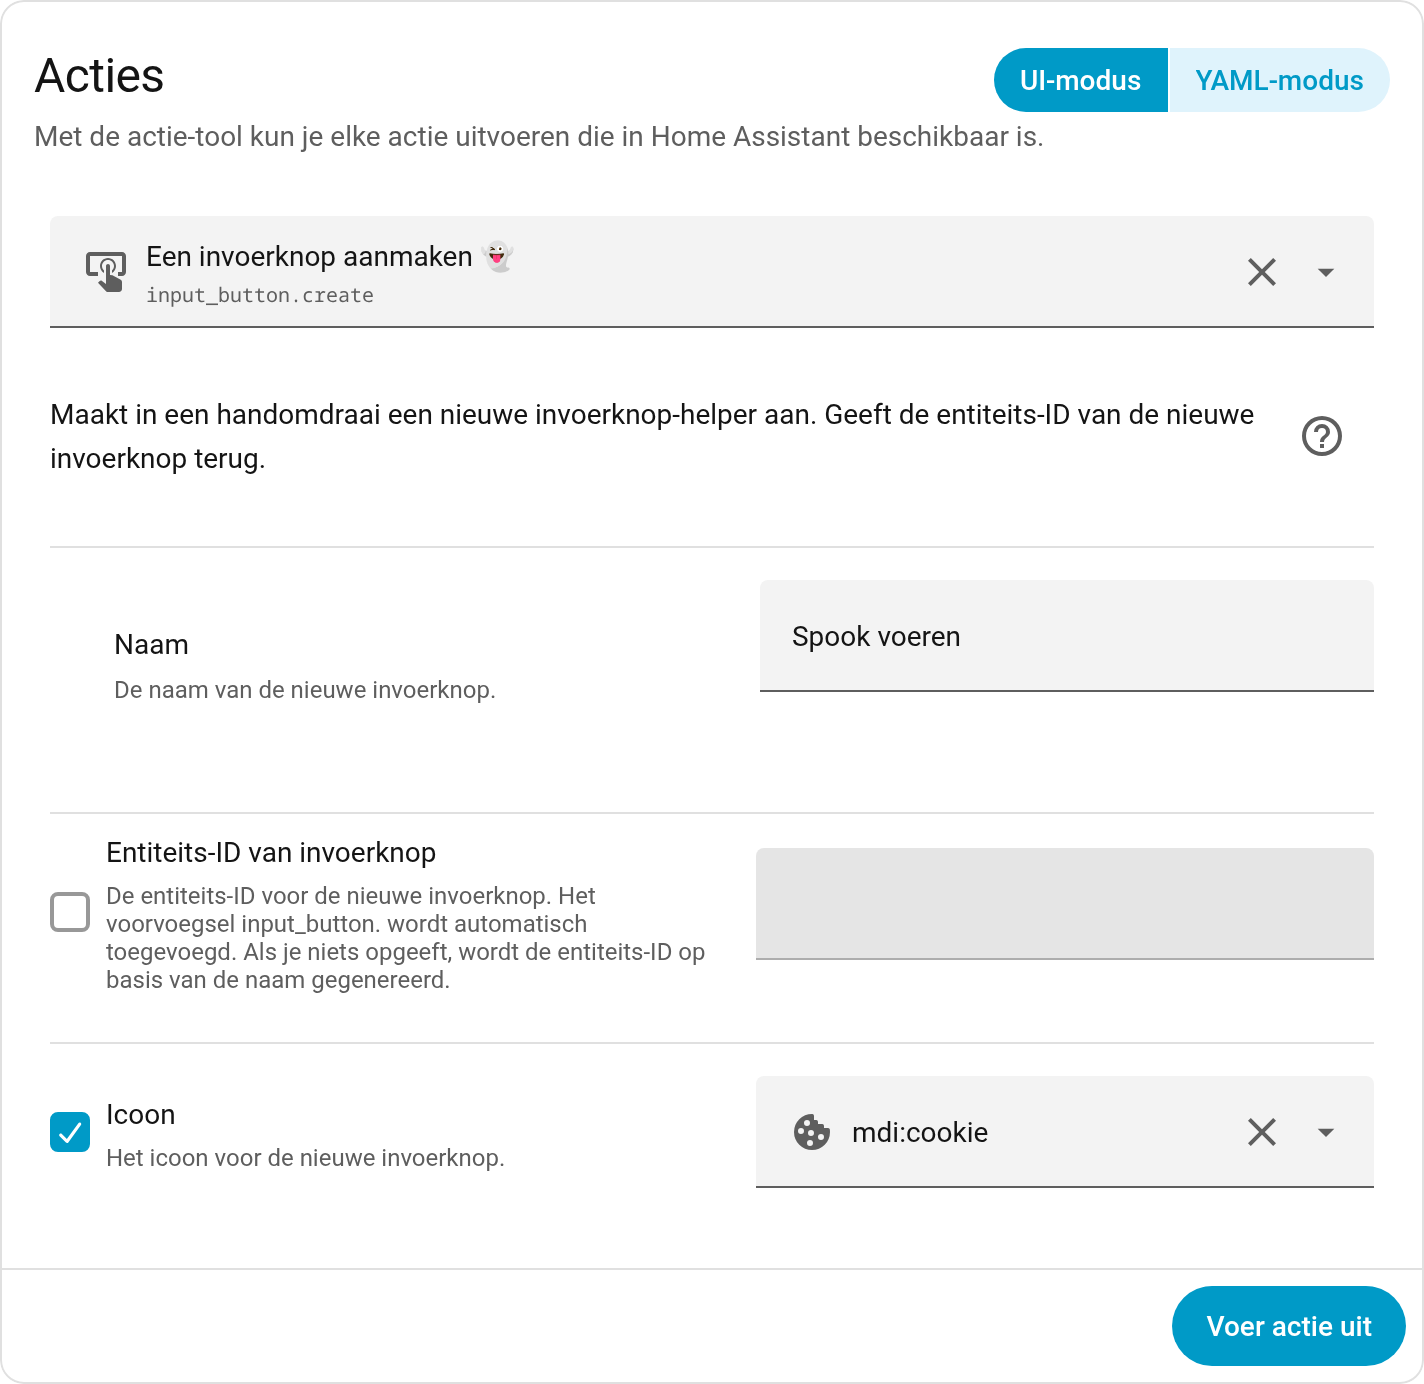 Acties
UI-modus
YAML-modus
Met de actie-tool kun je elke actie uitvoeren die in Home Assistant beschikbaar is.
Een invoerknop aanmaken 👻
input_button.create
Maakt in een handomdraai een nieuwe invoerknop-helper aan. Geeft de entiteits-ID van de nieuwe
invoerknop terug.
Naam
De naam van de nieuwe invoerknop.
Spook voeren
Entiteits-ID van invoerknop
De entiteits-ID voor de nieuwe invoerknop. Het
voorvoegsel input_button. wordt automatisch
toegevoegd. Als je niets opgeeft, wordt de entiteits-ID op
basis van de naam gegenereerd.
Icoon
Het icoon voor de nieuwe invoerknop.
mdi:cookie
Voer actie uit